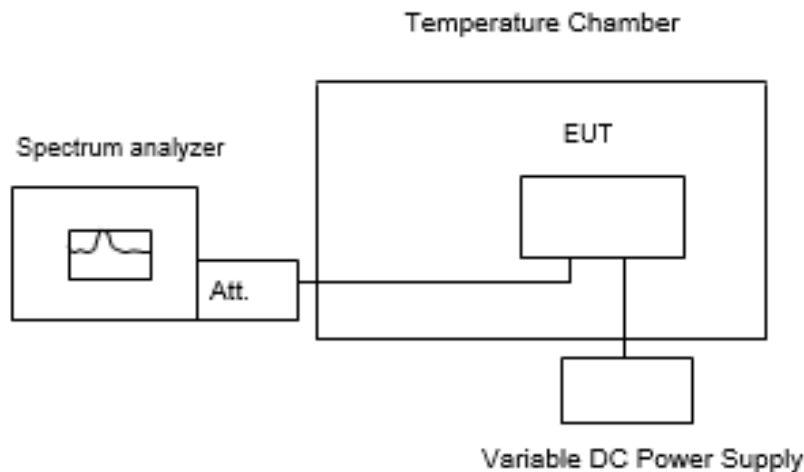 Temperature Chamber
EUT
Spectrum analyzer
Att.
Variable DC Power Supply